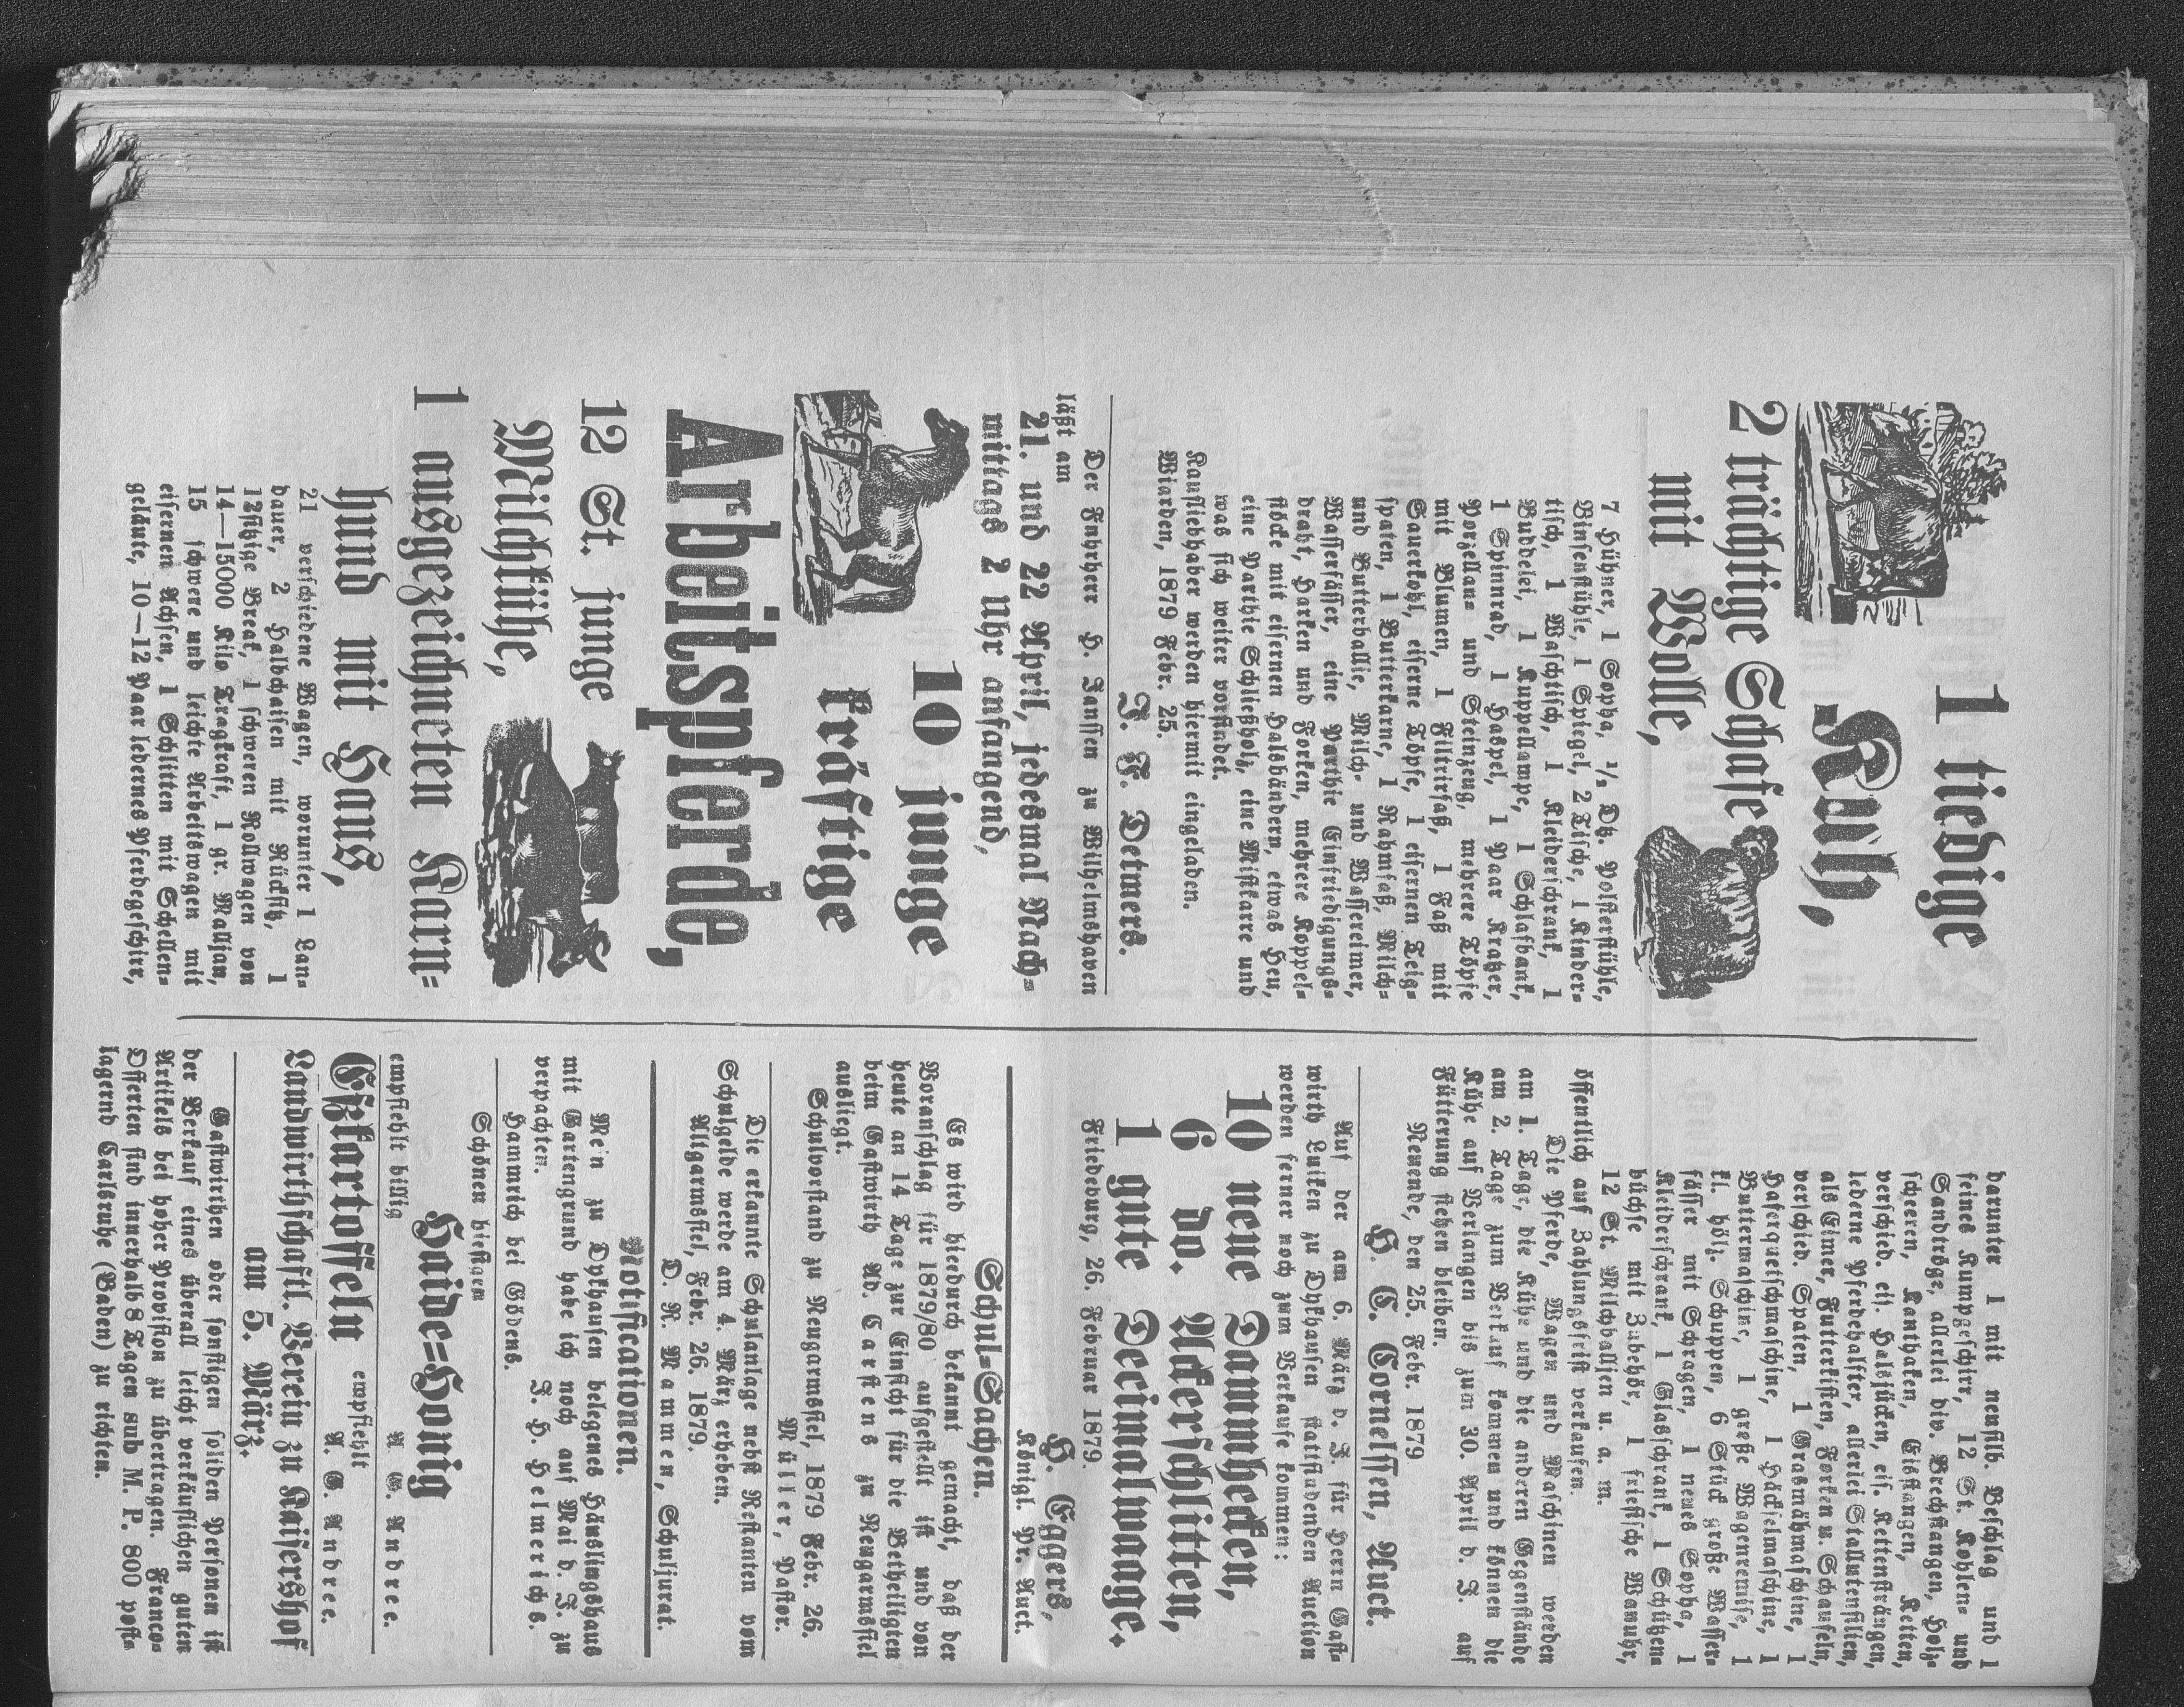 1 tiedige
Kuh,
2 trächtige Schafe
mit Wolle,
7 Hühner, 1 Sopha, ½ Dtz. Polsterstühle,
Binsenstühle, 1 Spiegel, 2 Tische, 1 Kinder-
tisch, 1 Waschtisch, 1 Kleiderschrank, 1
Buddelei, 1 Kuppellampe, 1 Schlafbank,
1 Spinnrad, 1 Haspel, 1 Paar Kratzer,
Porzellan- und Steinzeug, mehrere Töpfe
mit Blumen, 1 Filtrirfaß, 1 Faß mit
Sauerkohl, eiserne Töpfe, 1 eisernen Teig-
spaten, 1 Butterkarne, 1 Rahmfaß, Milch-
und Butterballje, Milch- und Wassereimer,
Wasserfässer, eine Parthie Einfriedigungs-
draht, Harken und Forken, mehrere Koppel-
stöcke mit eisernen Halsbändern, etwas Heu,
eine Parthie Schließholz, eine Mistkarre und
was sich weiter vorfindet.
Kaufliebhaber werden hiermit eingeladen.
Wiarden, 1879 Febr. 25.
J. F. Detmers.
Der Fuhrherr H. Janssen zu Wilhelmshaven
läßt am
21. und 22 April, jedesmal Nach-
mittags 2 Uhr anfangend,
10 junge
kräftige
Arbeitspferde,
12 St. junge
Milchkühe,
1 ausgezeichneten Karn-
hund mit Haus,
21 verschiedene Wagen, worunter 1 Lan-
dauer, 2 Halbchaisen mit Rücksitz, 1
12sitzige Break, 1 schweren Rollwagen von
14—15000 Kilo Tragkraft, 1 gr. Malljan,
15 schwere und leichte Arbeitswagen mit
eisernen Achsen, 1 Schlitten mit Schellen-
geläute, 10—12 Paar ledernes Pferdegeschirr,
darunter 1 mit neusilb. Beschlag und 1
feines Kumpgeschirr, 12 St. Kohlen- und
Sandtröge, allerlei div. Brechstangen, Holz-
scheeren, Kanthaken, Eisstangen, Ketten,
verschied. eis. Halsjücken, eis. Kettensträngen,
lederne Pferdehalfter, allerlei Stallutensilien,
als Eimer, Futterkisten, Forken u. Schaufeln,
verschied. Spaten, 1 Grasmähmaschine, 1
Haferquetschmaschine, 1 Häckselmaschine, 1
Buttermaschine, 1 große Wagenremise, 1
kl. hölz. Schuppen, 6 Stück große Wasser-
fässer mit Schragen, 1 neues Sopha, 1
Kleiderschrank, 1 Glasschrank, 1 Schützen-
büchse mit Zubehör, 1 friesische Wanduhr,
12 St. Milchballjen u. a. m.
öffentlich auf Zahlungsfrist verkaufen.
Die Pferde, Wagen und Maschinen werden
am 1. Tage, die Kühe und die anderen Gegenstände
am 2. Tage zum Verkauf kommen und können die
Kühe auf Verlangen bis zum 30. April d. J. auf
Fütterung stehen bleiben.
Neuende, den 25. Febr. 1879
H. C. Cornelssen, Auct.
Auf der am 6. März d. J für Herrn Gast-
wirth Luiken zu Dykhausen stattfindenden Auction
werden ferner noch zum Verkaufe kommen:
10 neue Dammhecken,
6 do. Ackerschlitten,
1 gute Decimalwaage.
Friedeburg, 26. Februar 1879.
H. Eggers,
Königl. Pr. Auct.
Schul-Sachen.
Es wird hiedurch bekannt gemacht, daß der
Voranschlag für 1879/80 aufgestellt ist und von
heute an 14 Tage zur Einsicht für die Betheiligten
beim Gastwirth Ad. Carstens zu Neugarmssiel
ausliegt.
Schulvorstand zu Neugarmssiel, 1879 Febr. 26.
Müller, Pastor.
Die erkannte Schulanlage nebst Restanten vom
Schulgelde werde am 4. März erheben.
Altgarmssiel, Febr. 26. 1879.
D. R. Mammen, Schuljurat.
Notificationen.
Mein zu Dykhausen belegenes Häuslingshaus
mit Gartengrund habe ich noch auf Mai d. J. zu
verpachten.
J. H. Helmerichs.
Hammrich bei Gödens.
Schönen hiesigen
Haide=Honig
empfiehlt billig
A G. Andree.
Eßkartoffeln empfiehlt
A. G. Andree.
Landwirthschaftl. Verein zu Kaisershof
am 5. März.
Gastwirthen oder sonstigen soliden Personen ist
der Verkauf eines überall leicht verkäuflichen guten
Artikels bei hoher Provision zu übertragen. Franco-
Offerten sind innerhalb 8 Tagen sub M. P. 800 post-
lagernd Carlsruhe (Baden) zu richten.